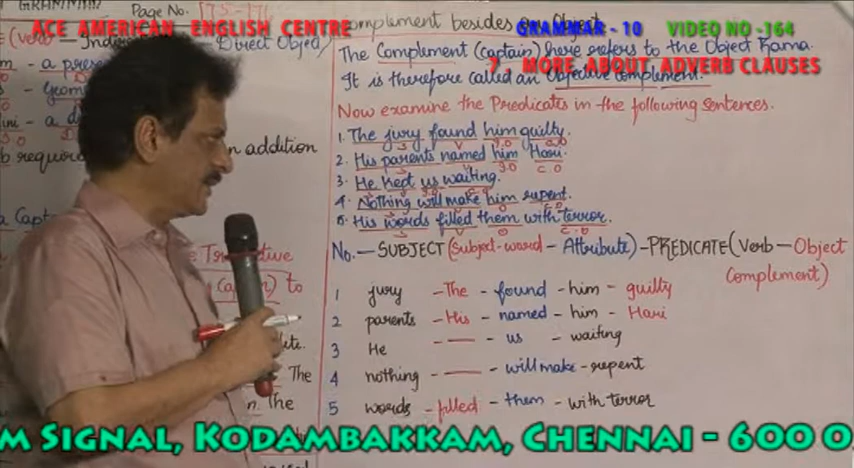 GRAMMAR
Page No
omplement besides an Object
ACE AMERICAN ENGLISH CENTRE
GRAMMAR - 10
VIDEO NO -164
7 MORE ABOUT ADVERB CLAUSES
(verb
Direct Object)
- a
- a
b require
n addition
The Complement (captain) here refers to the Object Rama.
It is therefore called an Objective complement.
Now examine the Predicates in the following sentences.
1. The jury found him guilty.
2. His parents named him Hari.
3. He kept us waiting.
4. Nothing will make him repent.
5. His words filled them with terror.
No. — SUBJECT (Subject-word - Attribute) - PREDICATE (Verb — Object
Complement)
1 jury - The - found - him - guilty
2 parents - His - named - him - Hari
3 He - — - us - waiting
4 nothing - — - will make - repent
5 words - filled - them - with terror
to
The
The
M SIGNAL, KODAMBAKKAM, CHENNAI - 600 0